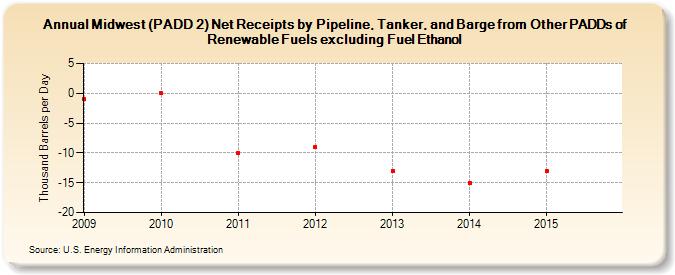 Annual Midwest (PADD 2) Net Receipts by Pipeline, Tanker, and Barge from Other PADDs of
Renewable Fuels excluding Fuel Ethanol
Thousand Barrels per Day
5
0
-5
-10
-15
-20
2009 2010 2011 2012 2013 2014 2015
Source: U.S. Energy Information Administration